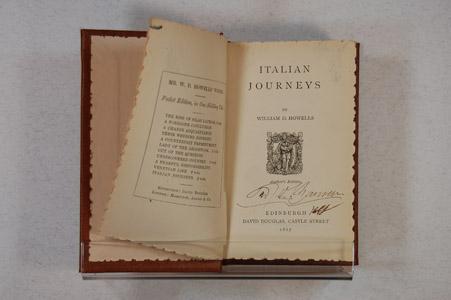 MR. W. D. HOWELLS'
Pocket Edition, in One Shilling
THE RISE OF SILAS LAPHAM,
A FOREGONE CONCLUSION
A CHANCE ACQUAINTANCE
THEIR WEDDING JOURNEY
A COUNTERFEIT PRESENTMENT
LADY OF THE AROOSTOOK,
OUT OF THE QUESTION
UNDISCOVERED COUNTRY,
A FEARFUL RESPONSIBILITY
VENETIAN LIFE
ITALIAN JOURNEYS
EDINBURGH: DAVID DOUGLAS
ITALIAN
JOURNEYS
BY
WILLIAM D. HOWELLS
Author's Edition
EDINBURGH
DAVID DOUGLAS, CASTLE STREET